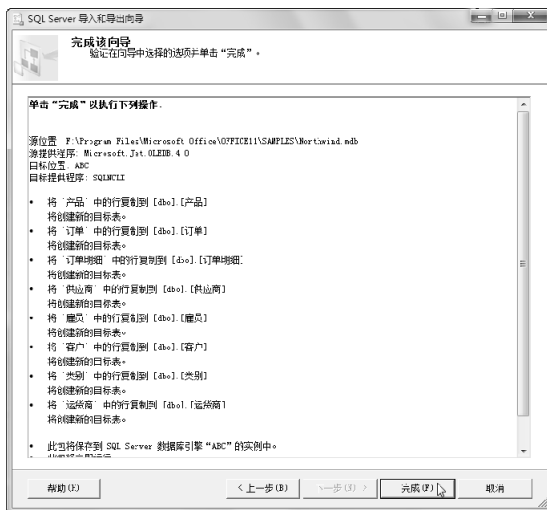 SQL Server 导入和导出向导
完成该向导
验证在向导中选择的选项并单击“完成”。
单击“完成”以执行下列操作.
源位置 F:\Program Files\Microsoft Office\OFFICE11\SAMPLES\Northwind.mdb
源提供程序: Microsoft.Jet.OLEDB.4.0
目标位置: ABC
目标提供程序: SQLNCLI
• 将 `产品` 中的行复制到 [dbo].[产品]
将创建新的目标表。
• 将 `订单` 中的行复制到 [dbo].[订单]
将创建新的目标表。
• 将 `订单明细` 中的行复制到 [dbo].[订单明细]
将创建新的目标表。
• 将 `供应商` 中的行复制到 [dbo].[供应商]
将创建新的目标表。
• 将 `雇员` 中的行复制到 [dbo].[雇员]
将创建新的目标表。
• 将 `客户` 中的行复制到 [dbo].[客户]
将创建新的目标表。
• 将 `类别` 中的行复制到 [dbo].[类别]
将创建新的目标表。
• 将 `运货商` 中的行复制到 [dbo].[运货商]
将创建新的目标表。
• 此包将保存到 SQL Server 数据库引擎“ABC”的实例中。
帮助(H) < 上一步(B) 下一步(N) > 完成(F) 取消